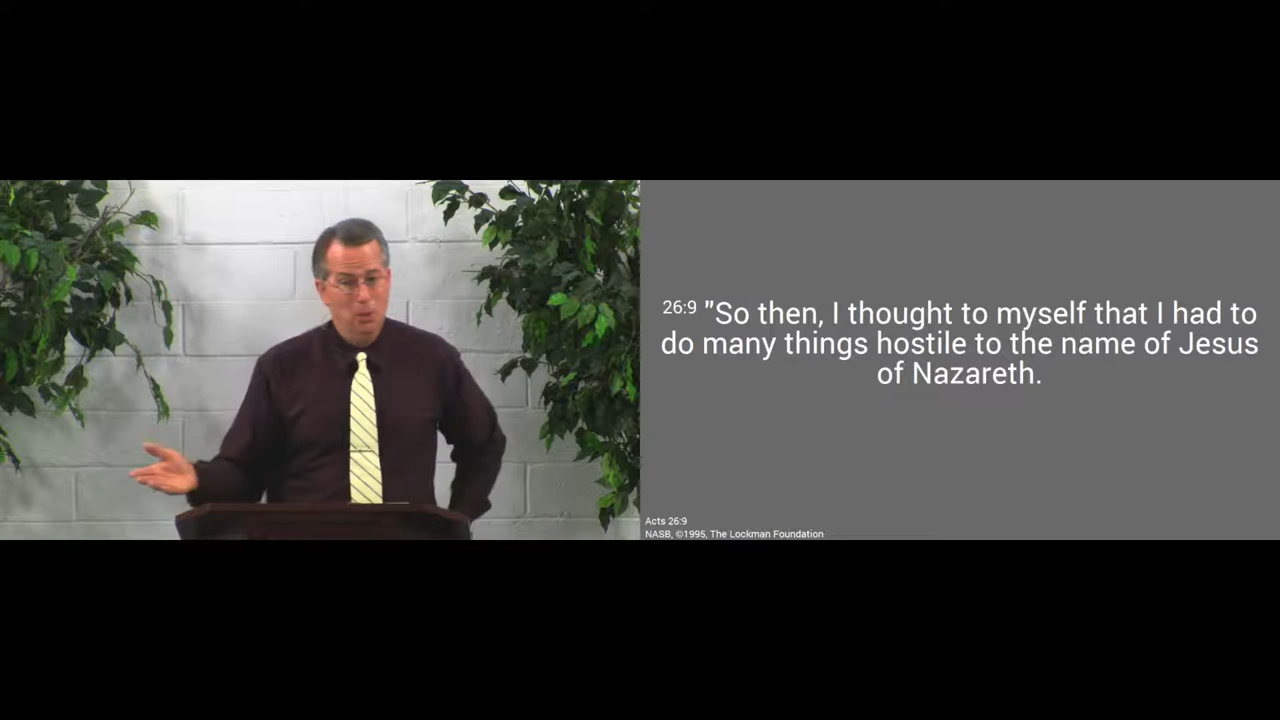 26:9 "So then, I thought to myself that I had to
do many things hostile to the name of Jesus
of Nazareth.
Acts 26:9
NASB, ©1995, The Lockman Foundation